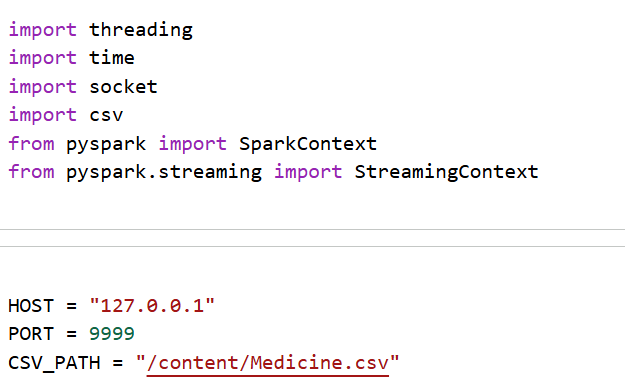 import threading
import time
import socket
import csv
from pyspark import SparkContext
from pyspark.streaming import StreamingContext
HOST = "127.0.0.1"
PORT = 9999
CSV_PATH = "/content/Medicine.csv"